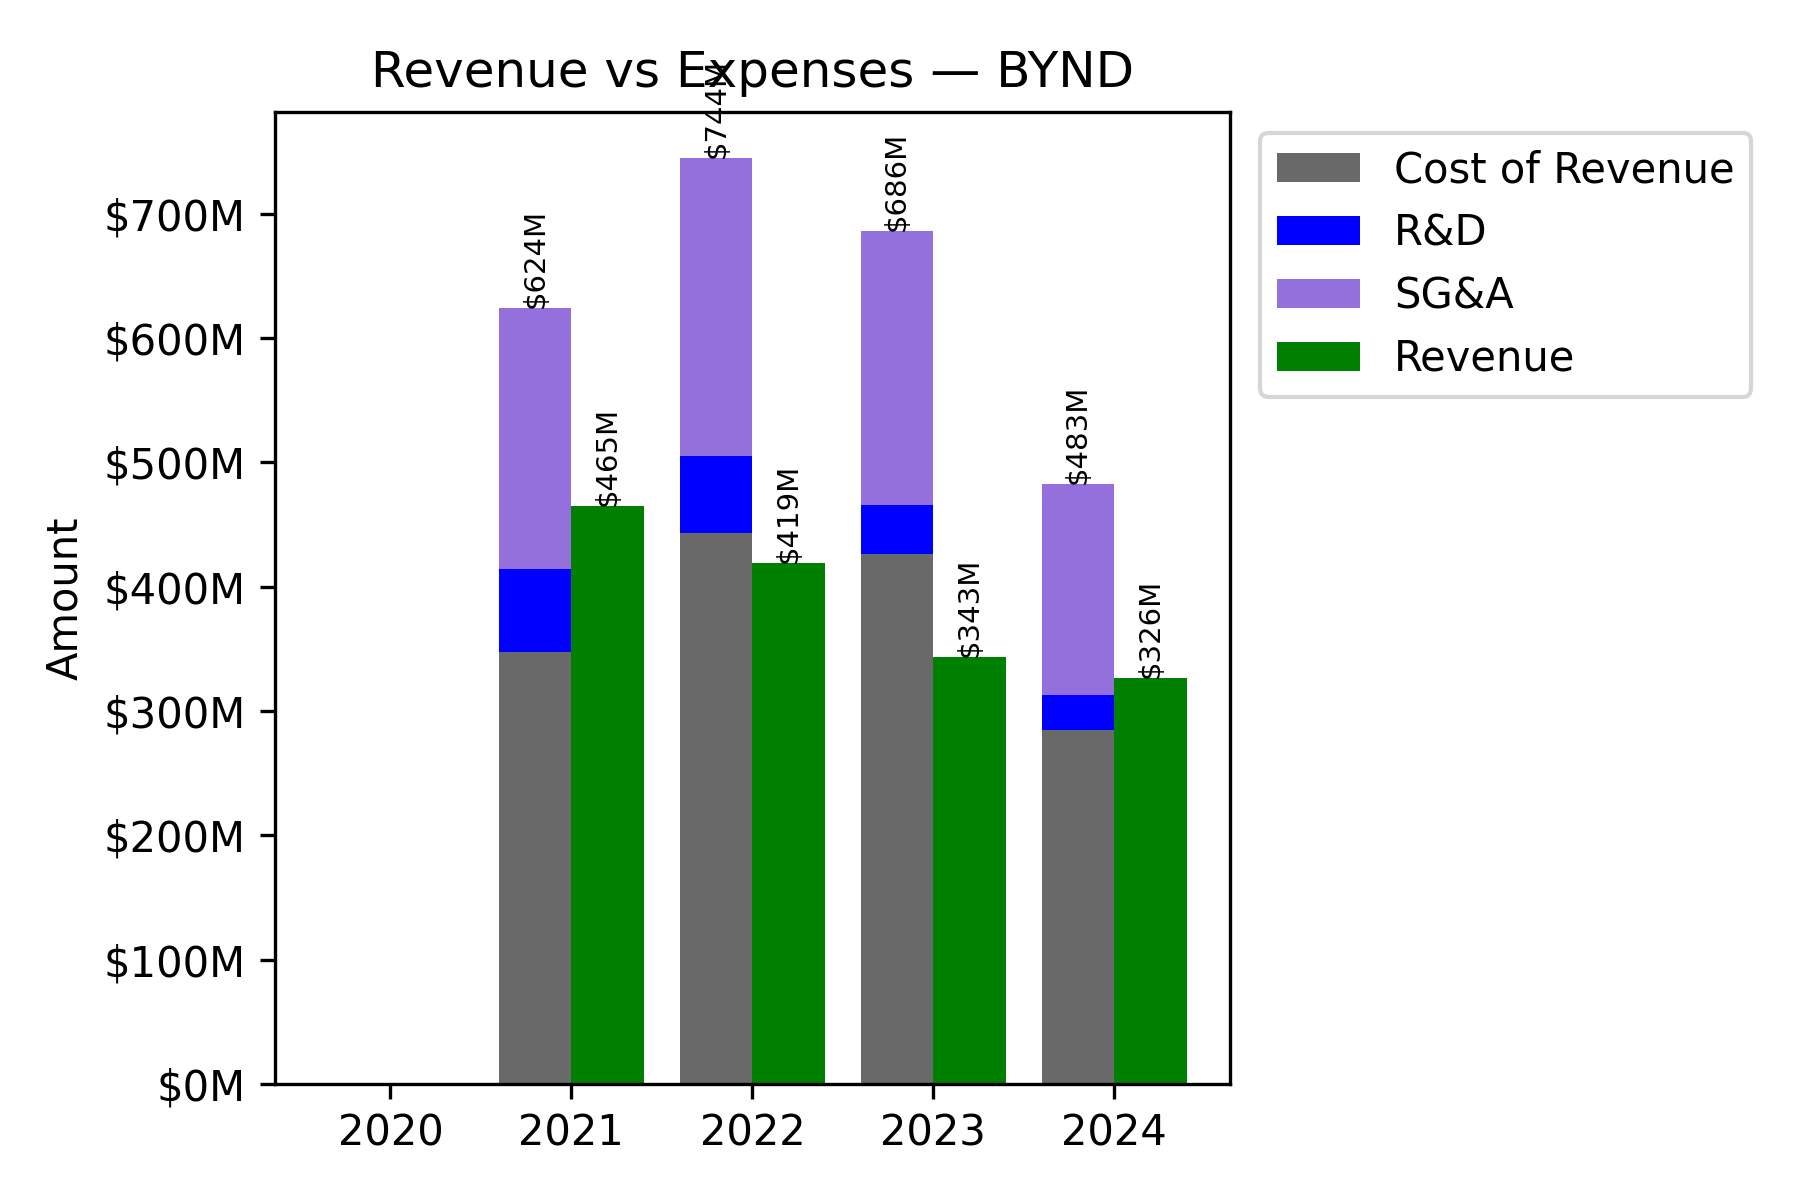 Revenue vs Expenses — BYND
Amount
$700M
$600M
$500M
$400M
$300M
$200M
$100M
$0M
$624M
$465M
$744M
$419M
$686M
$343M
$483M
$326M
2020
2021
2022
2023
2024
Cost of Revenue
R&D
SG&A
Revenue